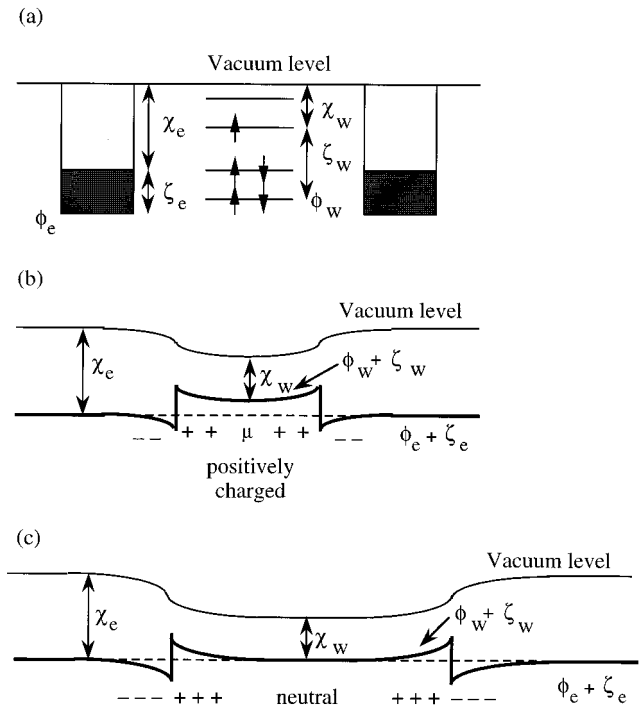 (a)
Vacuum level
χe χw
ζe ζw
ϕe ϕw
(b)
Vacuum level
χe χw ϕw + ζw
−− + + μ + + −− ϕe + ζe
positively
charged
(c)
Vacuum level
χe χw ϕw + ζw
−−− +++ neutral +++ −−− ϕe + ζe